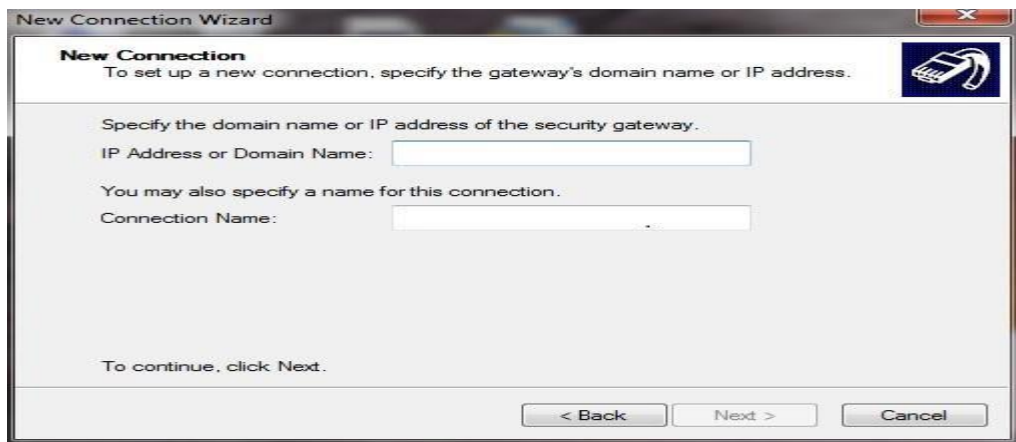 New Connection Wizard
New Connection
To set up a new connection, specify the gateway's domain name or IP address.
Specify the domain name or IP address of the security gateway.
IP Address or Domain Name:
You may also specify a name for this connection.
Connection Name:
To continue, click Next.
< Back Next > Cancel